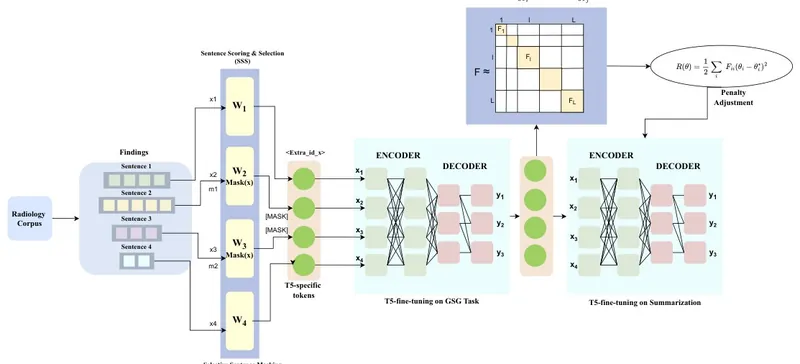 Radiology
Corpus
Findings
Sentence 1
Sentence 2
Sentence 3
Sentence 4
x1
x2
m1
x3
m2
x4
Sentence Scoring & Selection
(SSS)
W1
W2
Mask(x)
W3
Mask(x)
W4
<Extra_id_x>
[MASK]
[MASK]
T5-specific
tokens
ENCODER
DECODER
x1
x2
x3
x4
y1
y2
y3
T5-fine-tuning on GSG Task
F ≈
1 l L
1
l
L
F1
Fl
FL
R(θ) = 1/2 ∑i Fii(θi − θi*)²
Penalty
Adjustment
ENCODER
DECODER
x1
x2
x3
x4
y1
y2
y3
T5-fine-tuning on Summarization